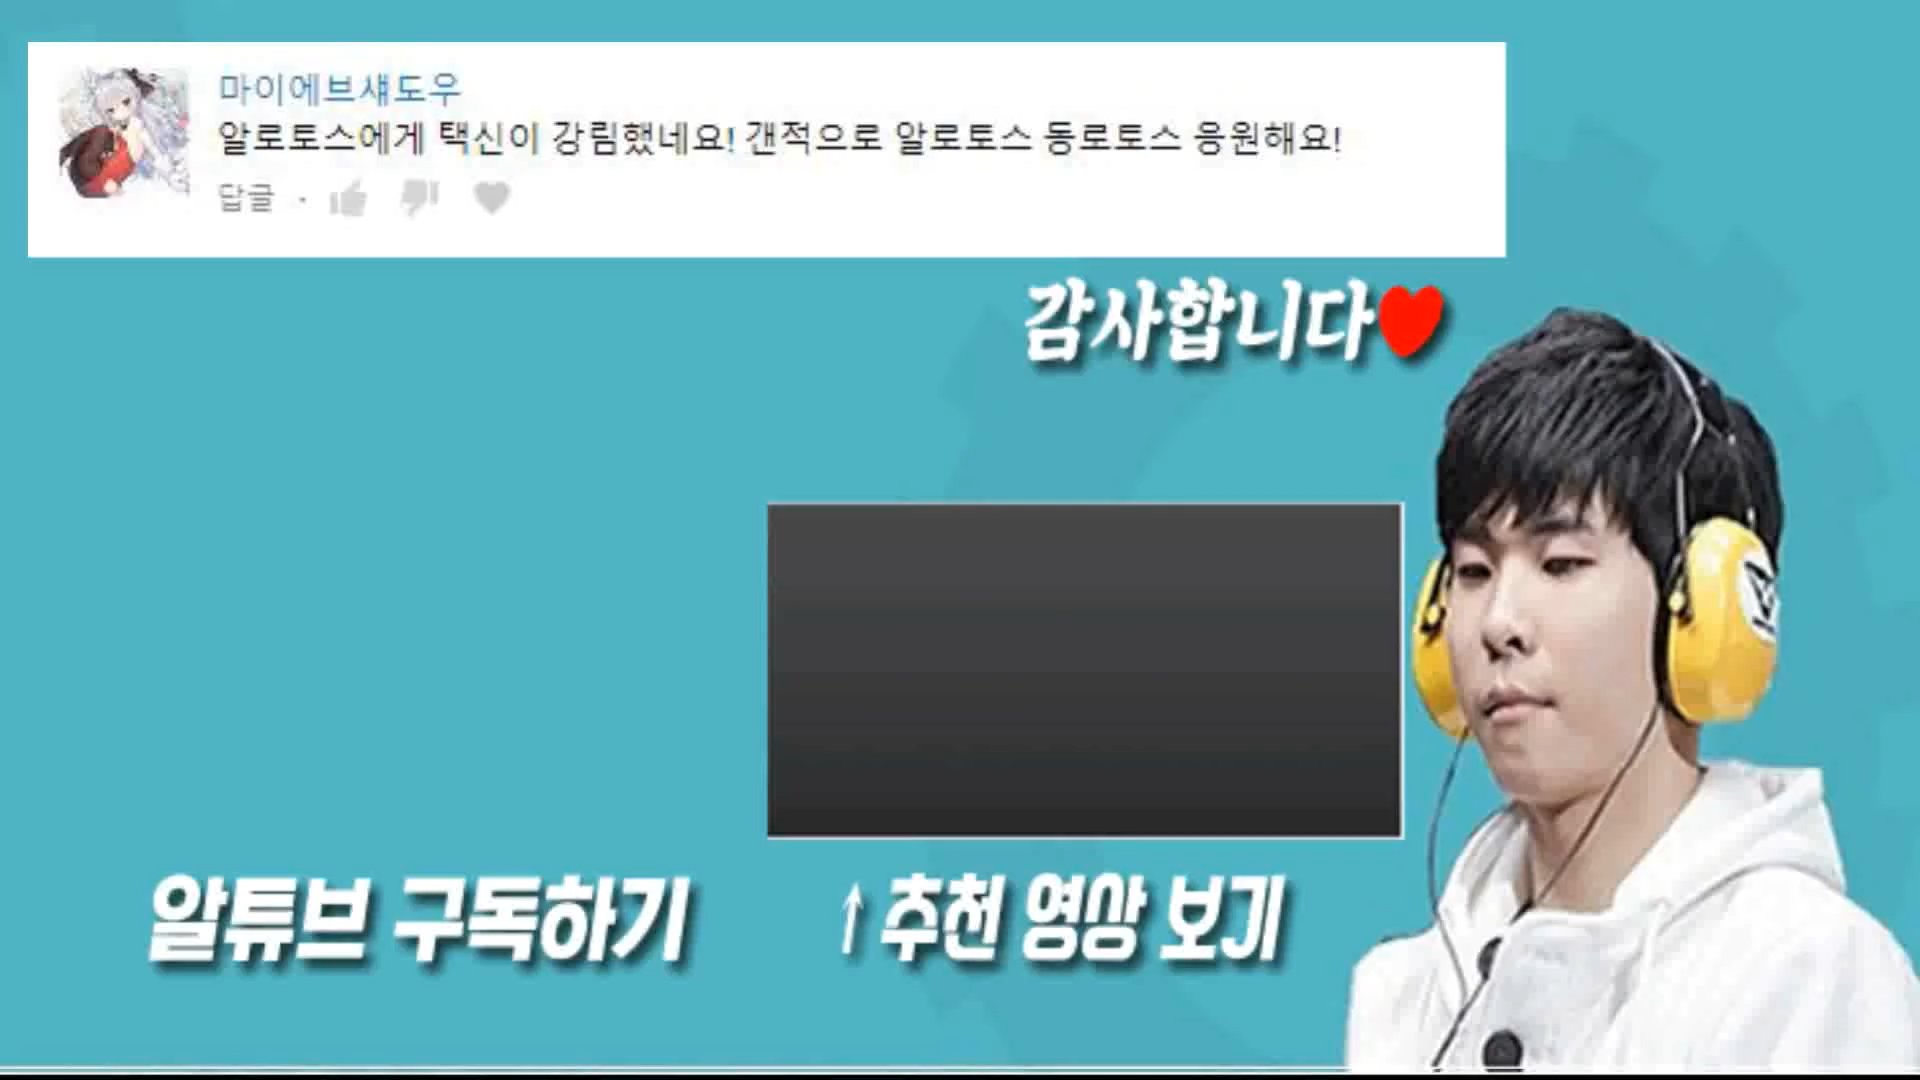 마이에브섀도우
알로토스에게 택신이 강림했네요! 갠적으로 알로토스 동로토스 응원해요!
답글 ·
감사합니다♥
알튜브 구독하기
↑추천 영상 보기